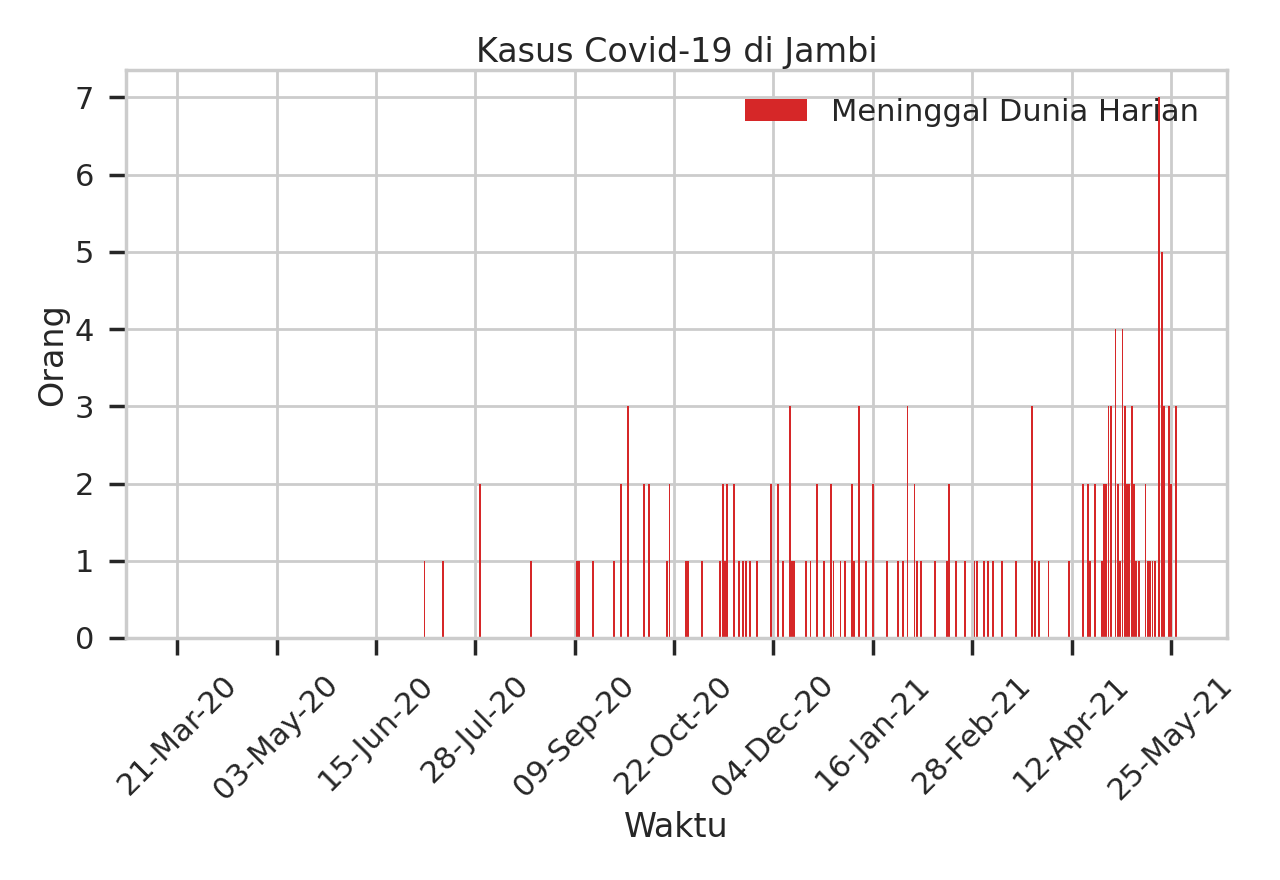 Kasus Covid-19 di Jambi
Meninggal Dunia Harian
7
6
5
4
3
2
1
0
Orang
21-Mar-20
03-May-20
15-Jun-20
28-Jul-20
09-Sep-20
22-Oct-20
04-Dec-20
16-Jan-21
28-Feb-21
12-Apr-21
25-May-21
Waktu